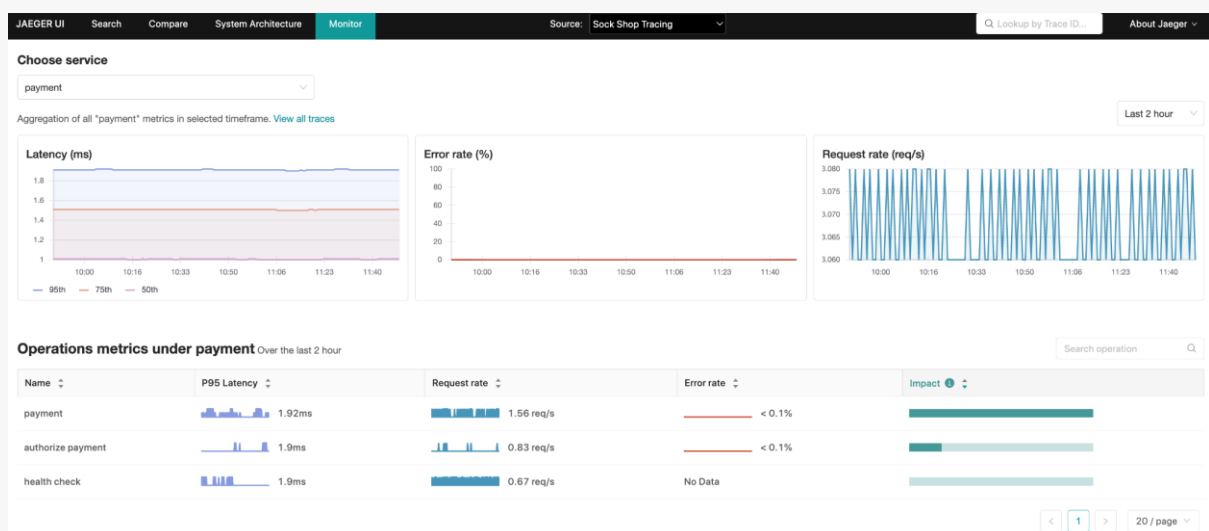 JAEGER UI Search Compare System Architecture Monitor Source: Sock Shop Tracing Lookup by Trace ID... About Jaeger
Choose service
payment
Aggregation of all "payment" metrics in selected timeframe. View all traces
Last 2 hour
Latency (ms)
1.8
1.6
1.4
1.2
1
10:00 10:16 10:33 10:50 11:06 11:23 11:40
95th 75th 50th
Error rate (%)
100
80
60
40
20
0
10:00 10:16 10:33 10:50 11:06 11:23 11:40
Request rate (req/s)
3.080
3.075
3.070
3.065
3.060
10:00 10:16 10:33 10:50 11:06 11:23 11:40
Operations metrics under payment Over the last 2 hour
Search operation
Name P95 Latency Request rate Error rate Impact
payment 1.92ms 1.56 req/s < 0.1%
authorize payment 1.9ms 0.83 req/s < 0.1%
health check 1.9ms 0.67 req/s No Data
< 1 > 20 / page